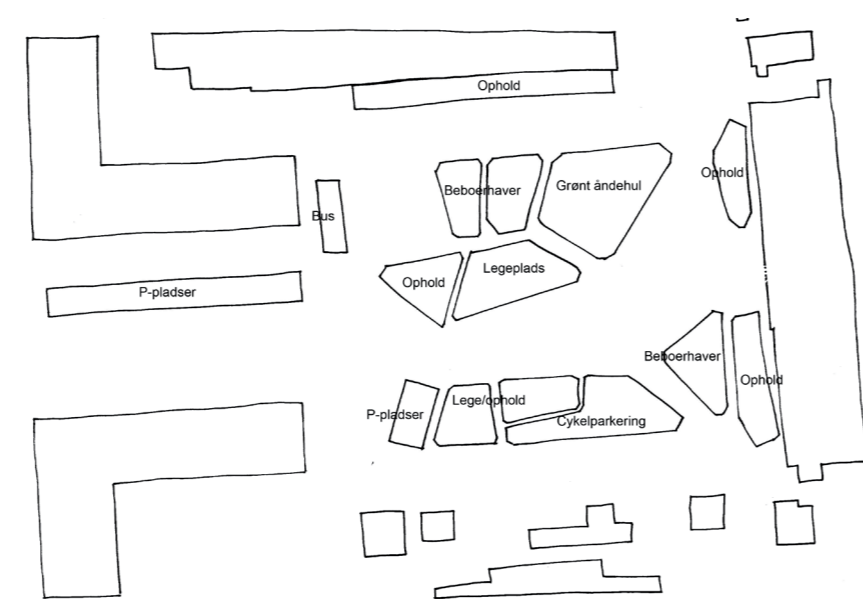 Ophold
Beboerhaver
Grønt åndehul
Ophold
Bus
Ophold
Legeplads
P-pladser
Beboerhaver
Ophold
P-pladser
Lege/ophold
Cykelparkering